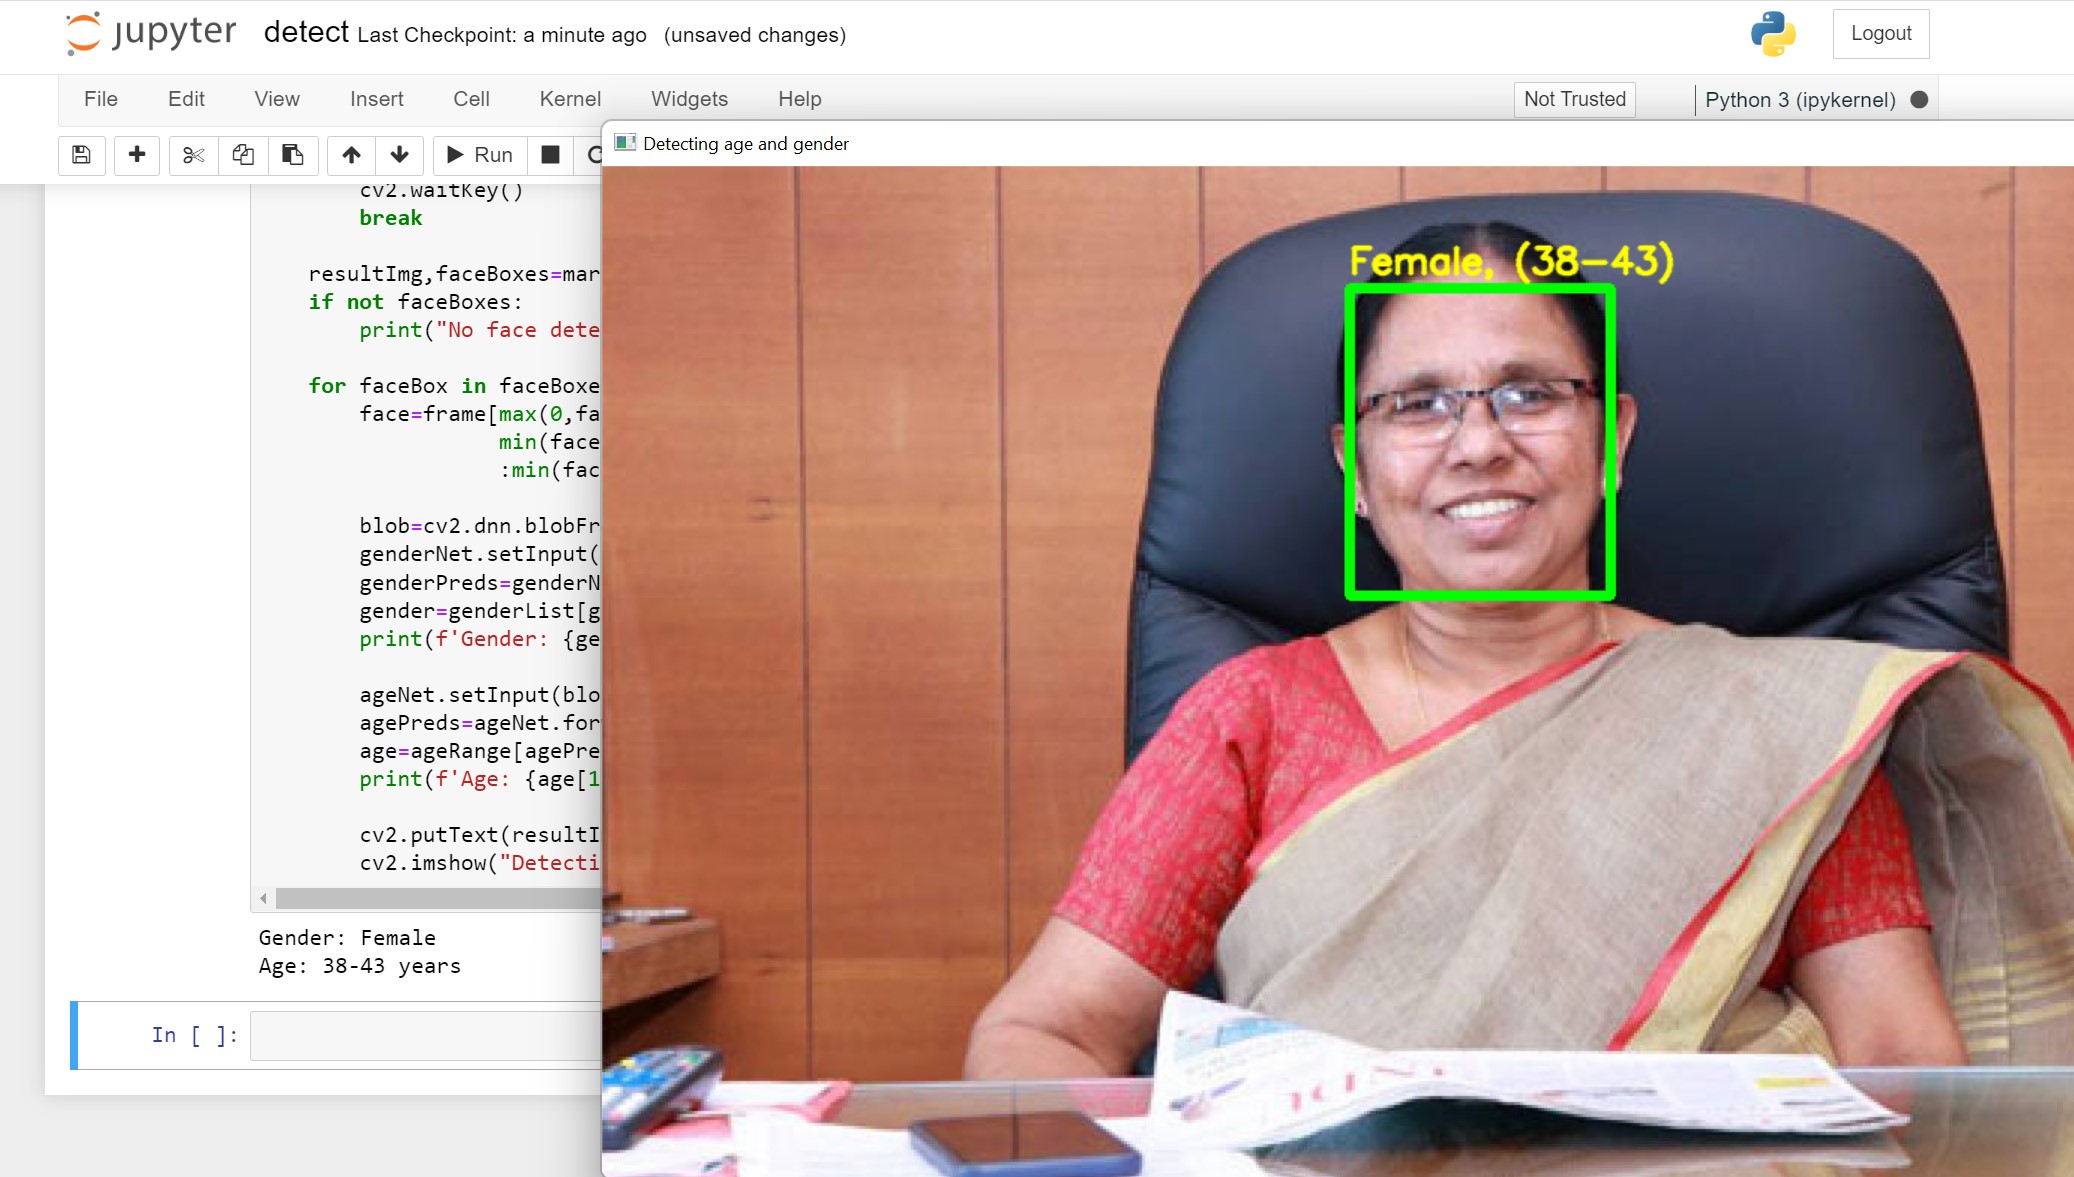 jupyter detect Last Checkpoint: a minute ago (unsaved changes)
Logout
File Edit View Insert Cell Kernel Widgets Help
Not Trusted
Python 3 (ipykernel)
Run
Detecting age and gender
cv2.waitKey()
break
resultImg,faceBoxes=mar
if not faceBoxes:
print("No face dete
for faceBox in faceBoxe
face=frame[max(0,fa
min(face
:min(fac
blob=cv2.dnn.blobFr
genderNet.setInput(
genderPreds=genderN
gender=genderList[g
print(f'Gender: {ge
ageNet.setInput(blo
agePreds=ageNet.for
age=ageRange[agePre
print(f'Age: {age[1
cv2.putText(resultI
cv2.imshow("Detecti
Gender: Female
Age: 38-43 years
In [ ]:
Female, (38-43)